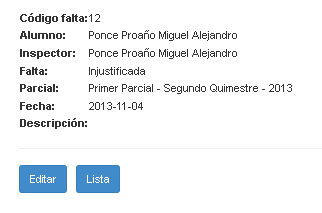 Código falta:12
Alumno: Ponce Proaño Miguel Alejandro
Inspector: Ponce Proaño Miguel Alejandro
Falta: Injustificada
Parcial: Primer Parcial - Segundo Quimestre - 2013
Fecha: 2013-11-04
Descripción:
Editar Lista